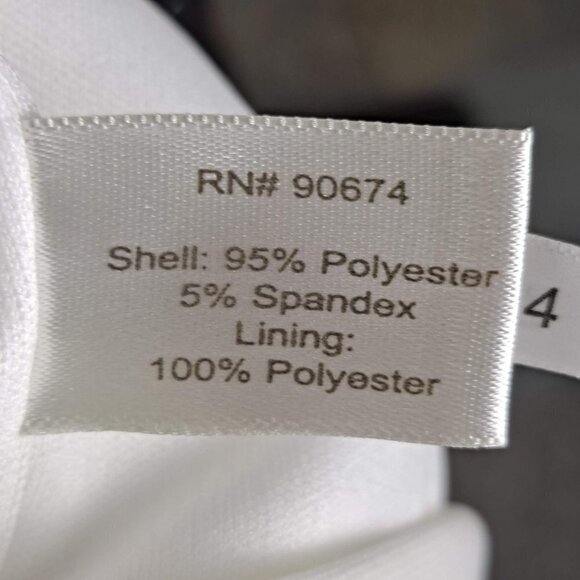 RN# 90674
Shell: 95% Polyester
5% Spandex
Lining:
100% Polyester
4